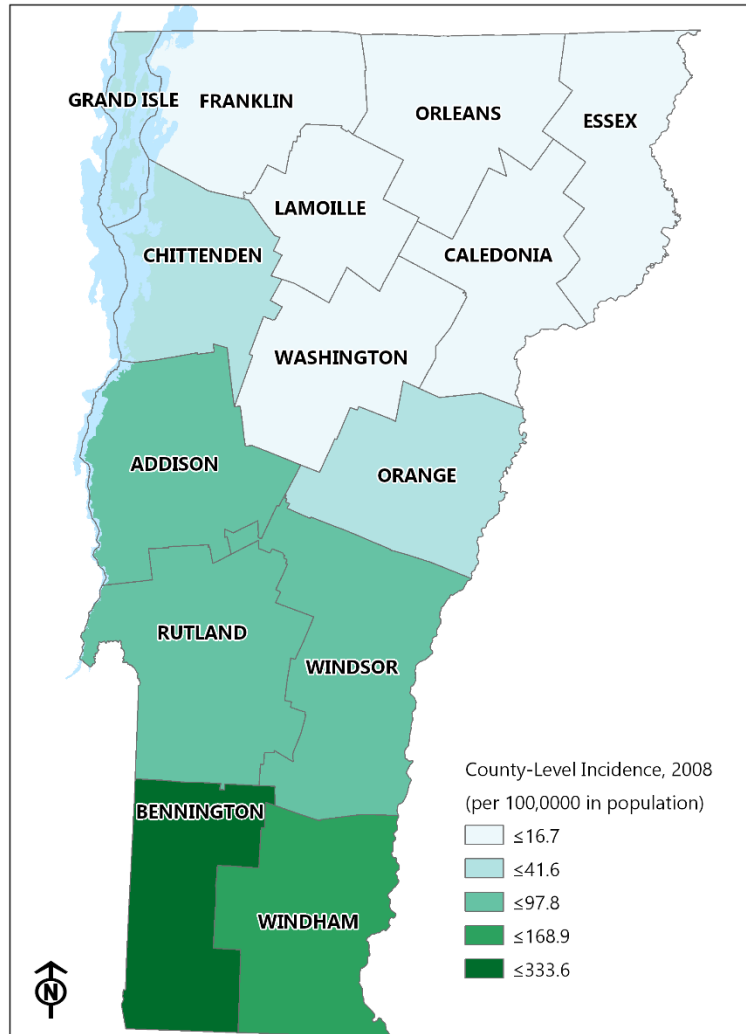 GRAND ISLE
FRANKLIN
ORLEANS
ESSEX
LAMOILLE
CHITTENDEN
CALEDONIA
WASHINGTON
ADDISON
ORANGE
RUTLAND
WINDSOR
BENNINGTON
WINDHAM
County-Level Incidence, 2008
(per 100,0000 in population)
≤16.7
≤41.6
≤97.8
≤168.9
≤333.6
N